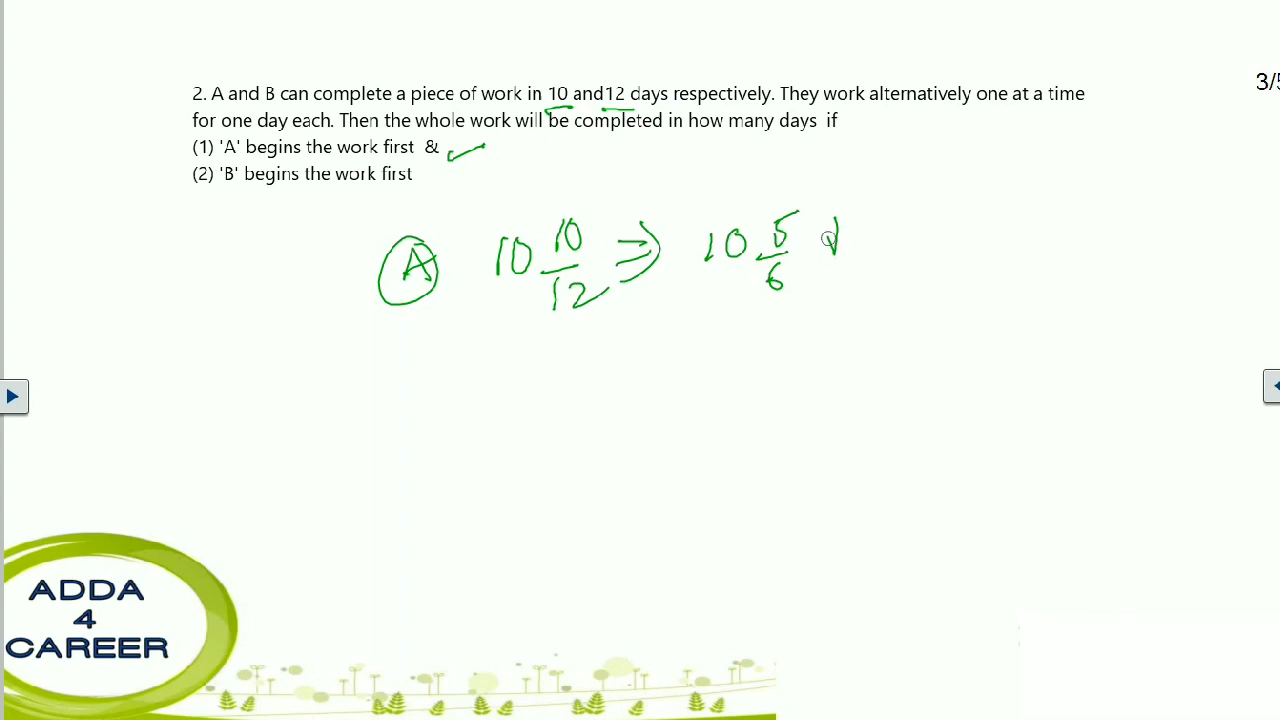 3/5
2. A and B can complete a piece of work in 10 and12 days respectively. They work alternatively one at a time
for one day each. Then the whole work will be completed in how many days if
(1) 'A' begins the work first &
(2) 'B' begins the work first
A 10 10/12 ⇒ 10 5/6
ADDA
4
CAREER